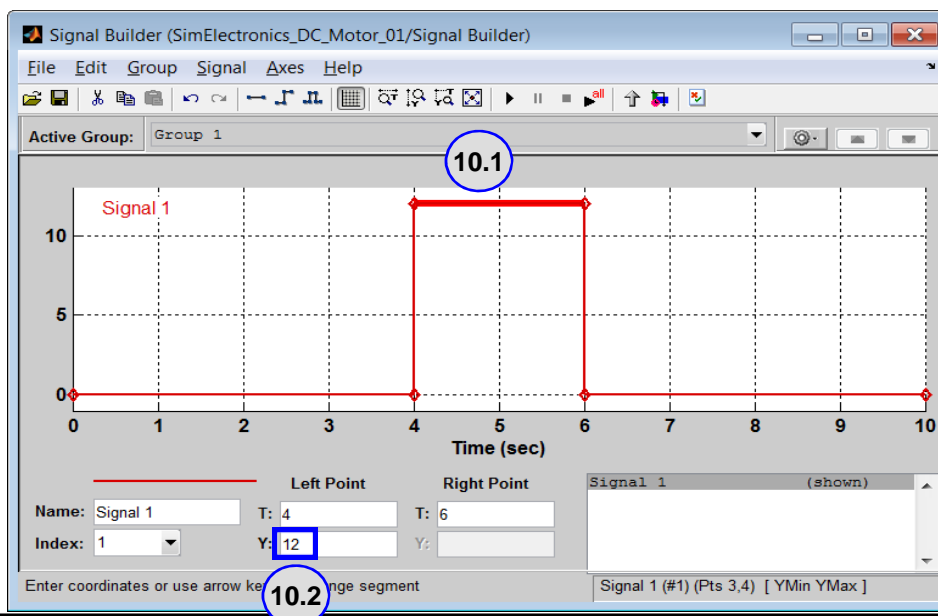 Signal Builder (SimElectronics_DC_Motor_01/Signal Builder)
File Edit Group Signal Axes Help
all
Active Group: Group 1
10.1
Signal 1
10
5
0
0 1 2 3 4 5 6 7 8 9 10
Time (sec)
Left Point Right Point
Signal 1 (shown)
Name: Signal 1 T: 4 T: 6
Index: 1 Y: 12 Y:
Enter coordinates or use arrow segment
10.2
Signal 1 (#1) (Pts 3,4) [ YMin YMax ]